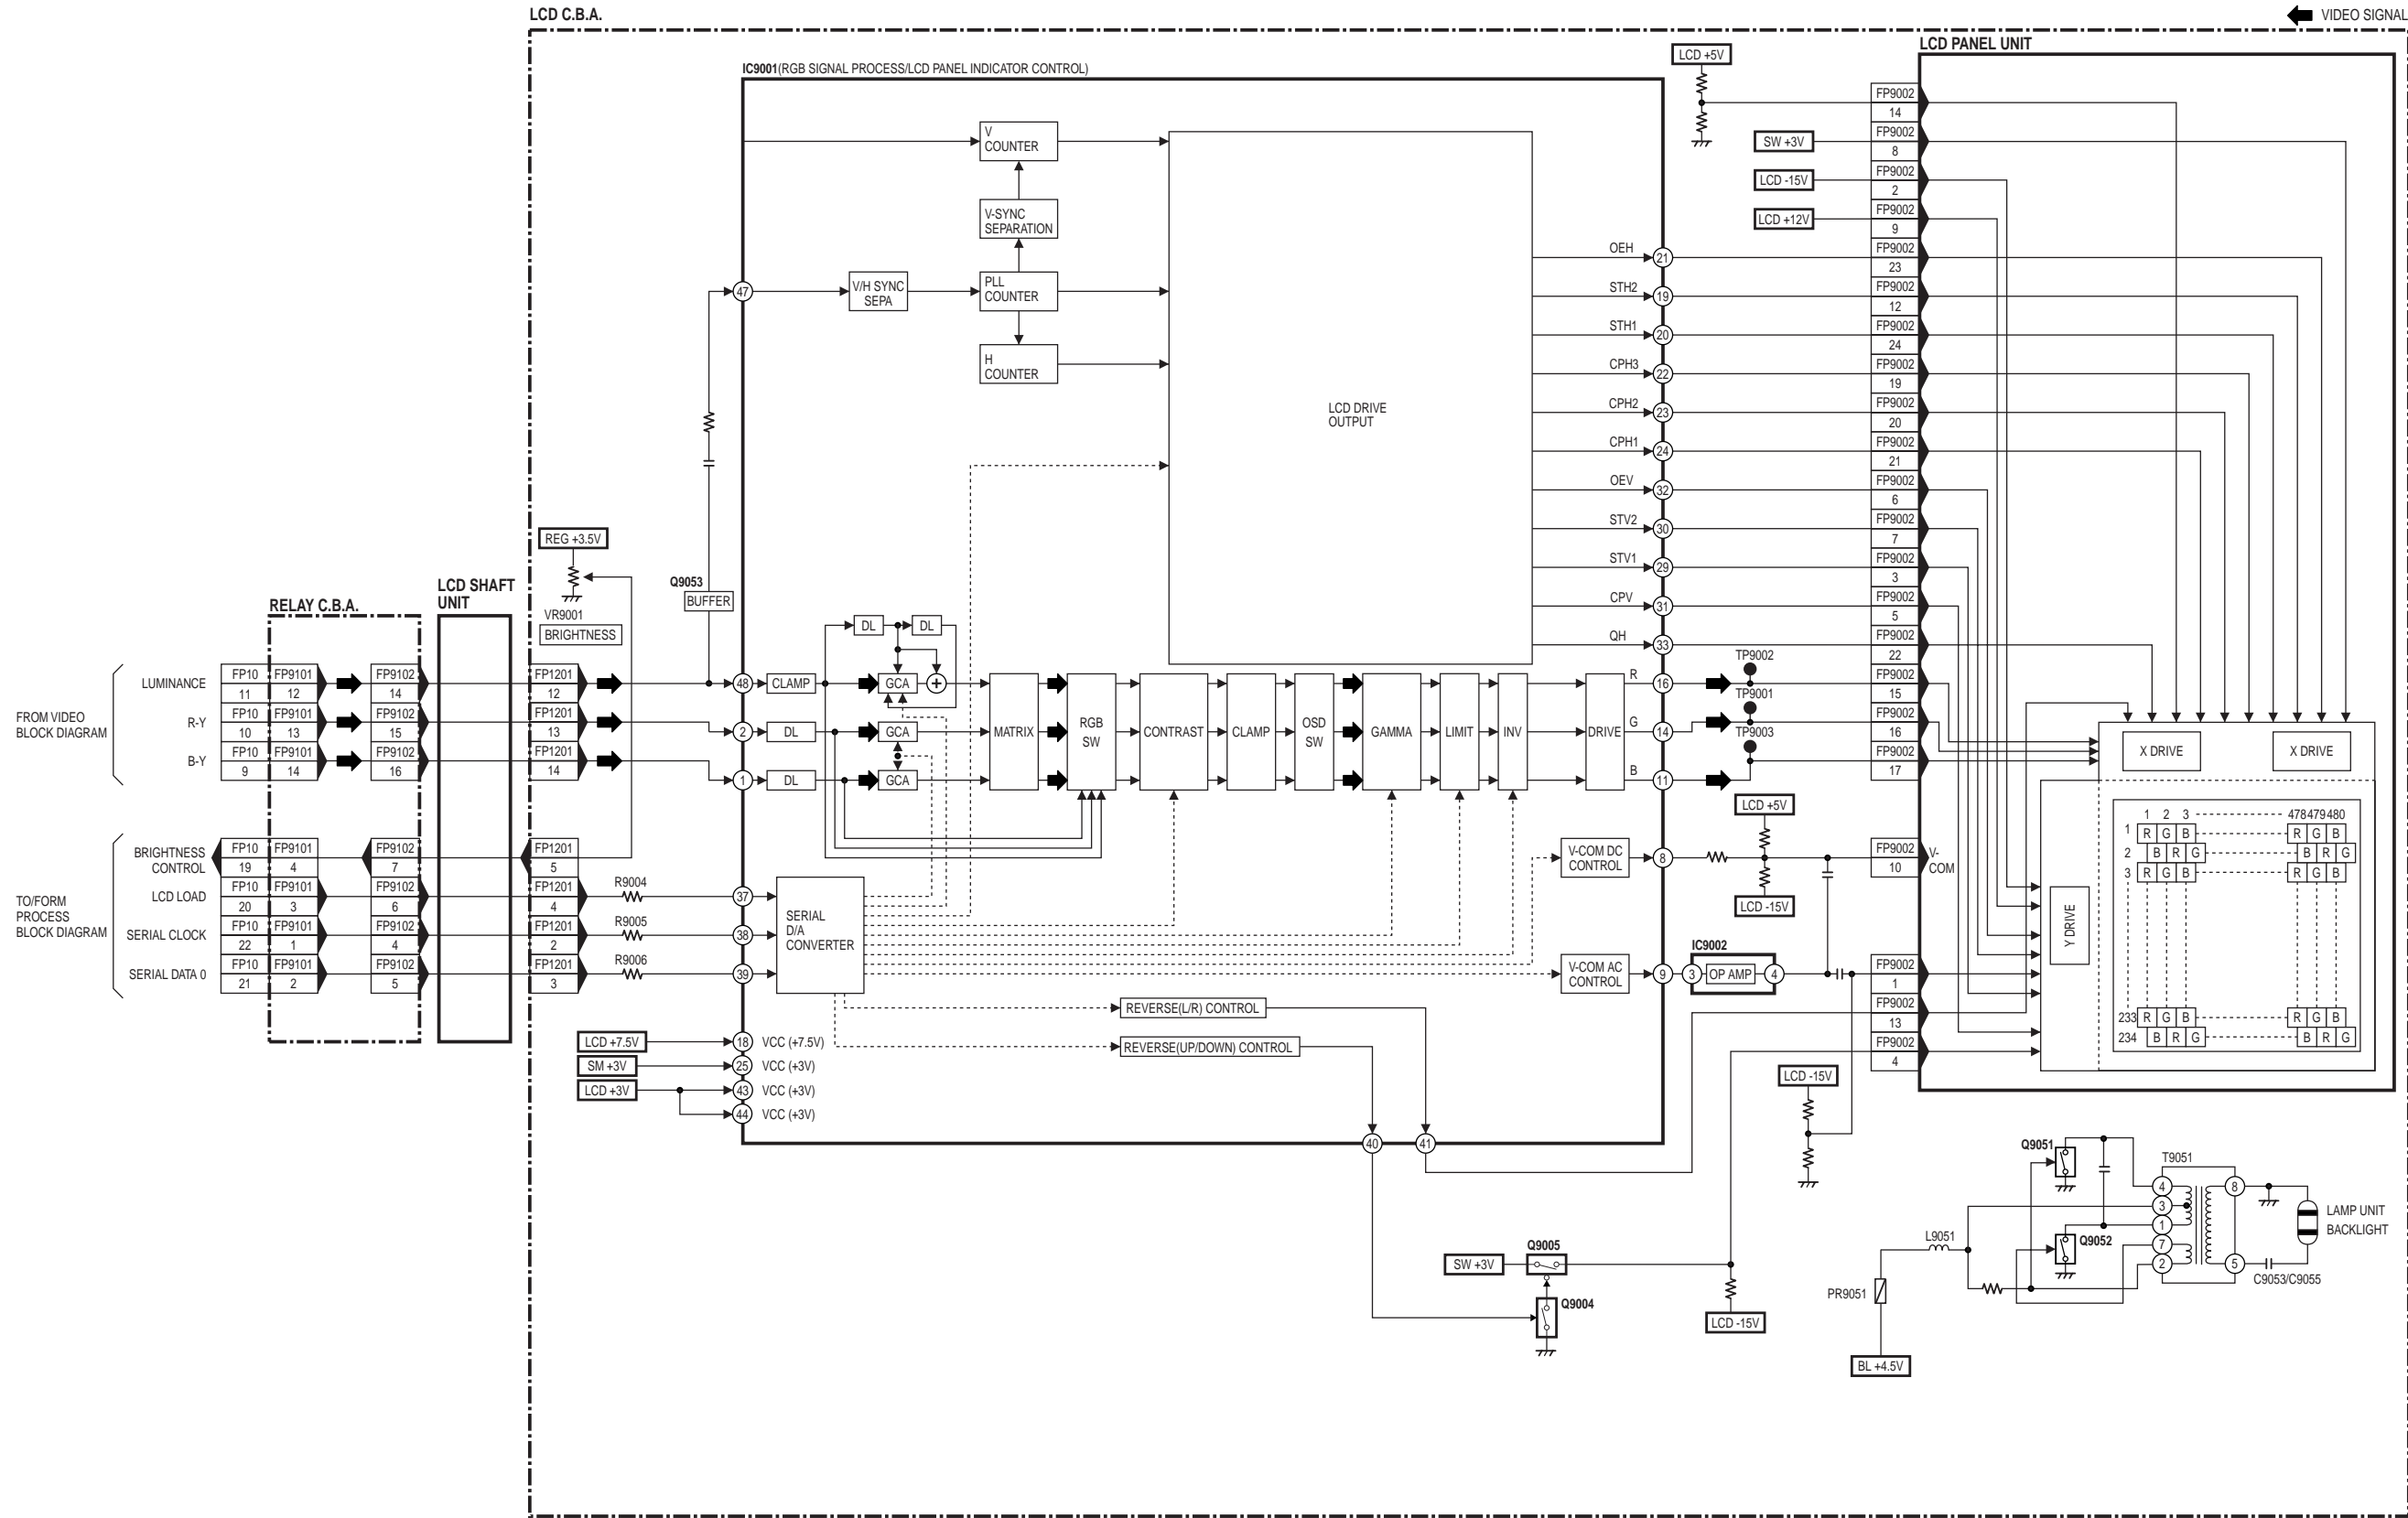 LCD C.B.A.
VIDEO SIGNAL
LCD PANEL UNIT
IC9001(RGB SIGNAL PROCESS/LCD PANEL INDICATOR CONTROL)
LCD +5V
FP9002
14
V
COUNTER
SW +3V
FP9002
8
LCD -15V
FP9002
2
V-SYNC
SEPARATION
LCD +12V
FP9002
9
OEH
21
FP9002
23
V/H SYNC
SEPA
PLL
COUNTER
47
STH2
19
FP9002
12
STH1
20
FP9002
24
H
COUNTER
CPH3
22
FP9002
19
LCD DRIVE
OUTPUT
CPH2
23
FP9002
20
CPH1
24
FP9002
21
OEV
32
FP9002
6
STV2
30
FP9002
7
STV1
29
FP9002
3
CPV
31
FP9002
5
QH
33
FP9002
22
REG +3.5V
VR9001
BRIGHTNESS
Q9053
BUFFER
RELAY C.B.A.
LCD SHAFT
UNIT
DL
DL
TP9002
TP9001
TP9003
FROM VIDEO
BLOCK DIAGRAM
LUMINANCE
FP10
11
FP9101
12
FP9102
14
FP1201
12
48
CLAMP
GCA
+
R
16
FP9002
15
R-Y
FP10
10
FP9101
13
FP9102
15
FP1201
13
2
DL
GCA
G
14
FP9002
16
B-Y
FP10
9
FP9101
14
FP9102
16
FP1201
14
1
DL
GCA
B
11
FP9002
17
MATRIX
RGB
SW
CONTRAST
CLAMP
OSD
SW
GAMMA
LIMIT
INV
DRIVE
X DRIVE
X DRIVE
TO/FORM
PROCESS
BLOCK DIAGRAM
BRIGHTNESS
CONTROL
FP10
19
FP9101
4
FP9102
7
FP1201
5
LCD LOAD
FP10
20
FP9101
3
FP9102
6
FP1201
4
R9004
37
SERIAL CLOCK
FP10
22
FP9101
1
FP9102
4
FP1201
2
R9005
38
SERIAL DATA 0
FP10
21
FP9101
2
FP9102
5
FP1201
3
R9006
39
SERIAL
D/A
CONVERTER
V-COM DC
CONTROL
8
LCD +5V
LCD -15V
FP9002
10
V-
COM
V-COM AC
CONTROL
9
IC9002
3
OP AMP
4
FP9002
1
FP9002
13
FP9002
4
Y DRIVE
1 2 3 478479480
1 R G B R G B
2 B R G B R G
3 R G B R G B
233 R G B R G B
234 B R G B R G
REVERSE(L/R) CONTROL
REVERSE(UP/DOWN) CONTROL
LCD +7.5V
18
VCC (+7.5V)
SM +3V
25
VCC (+3V)
LCD +3V
43
VCC (+3V)
44
VCC (+3V)
40
41
LCD -15V
Q9051
T9051
4
3
1
7
2
8
5
Q9052
L9051
LAMP UNIT
BACKLIGHT
C9053/C9055
PR9051
BL +4.5V
SW +3V
Q9005
Q9004
LCD -15V